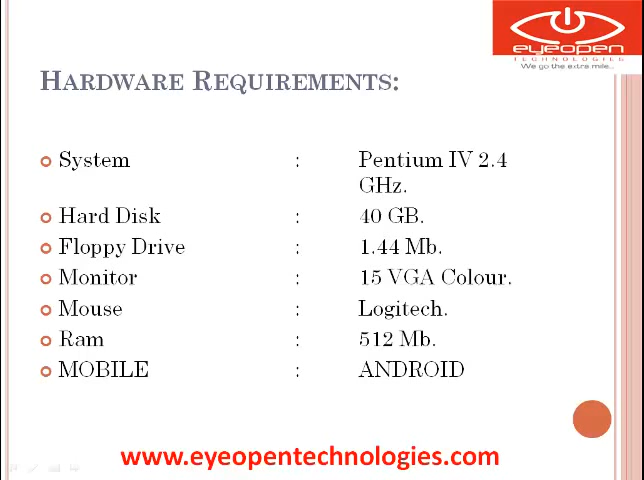 eyeopen
TECHNOLOGIES
We go the extra mile...
HARDWARE REQUIREMENTS:
System : Pentium IV 2.4
GHz.
Hard Disk : 40 GB.
Floppy Drive : 1.44 Mb.
Monitor : 15 VGA Colour.
Mouse : Logitech.
Ram : 512 Mb.
MOBILE : ANDROID
www.eyeopentechnologies.com